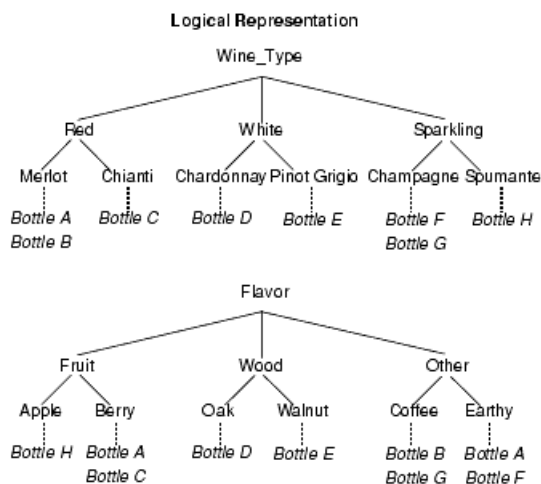 Logical Representation
Wine_Type
Red White Sparkling
Merlot Chianti Chardonnay Pinot Grigio Champagne Spumante
Bottle A Bottle C Bottle D Bottle E Bottle F Bottle H
Bottle B Bottle G
Flavor
Fruit Wood Other
Apple Berry Oak Walnut Coffee Earthy
Bottle H Bottle A Bottle D Bottle E Bottle B Bottle A
Bottle C Bottle G Bottle F